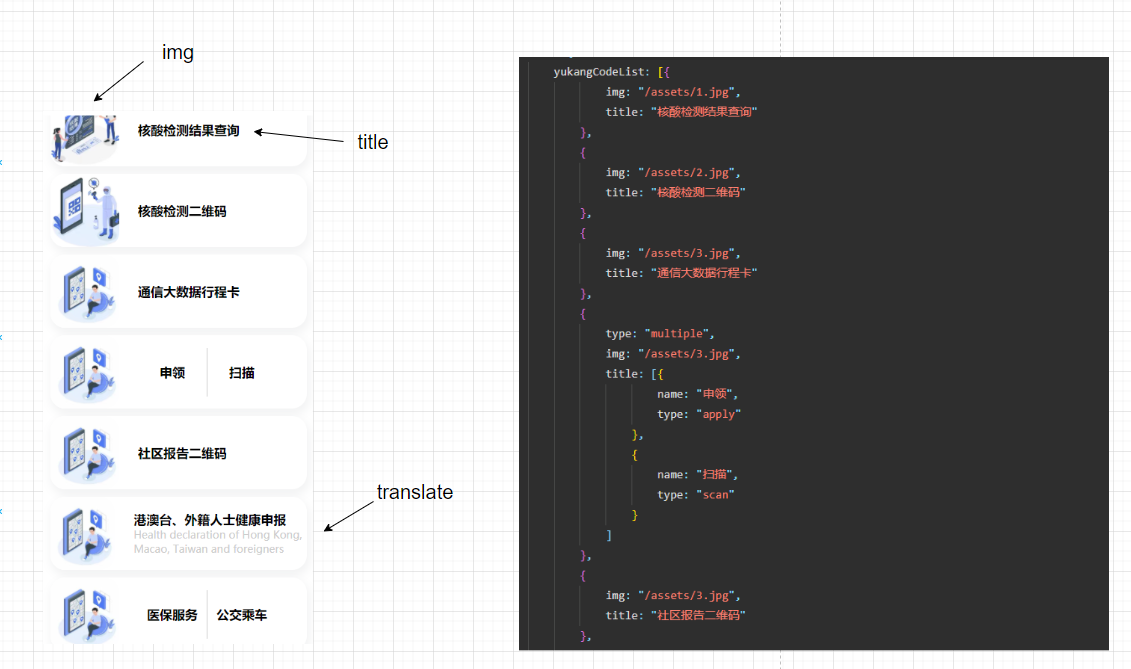 img
核酸检测结果查询
title
核酸检测二维码
通信大数据行程卡
申领 扫描
社区报告二维码
translate
港澳台、外籍人士健康申报
Health declaration of Hong Kong,
Macao, Taiwan and foreigners
医保服务 公交乘车
yukangCodeList: [{
img: "/assets/1.jpg",
title: "核酸检测结果查询"
},
{
img: "/assets/2.jpg",
title: "核酸检测二维码"
},
{
img: "/assets/3.jpg",
title: "通信大数据行程卡"
},
{
type: "multiple",
img: "/assets/3.jpg",
title: [{
name: "申领",
type: "apply"
},
{
name: "扫描",
type: "scan"
}
]
},
{
img: "/assets/3.jpg",
title: "社区报告二维码"
},